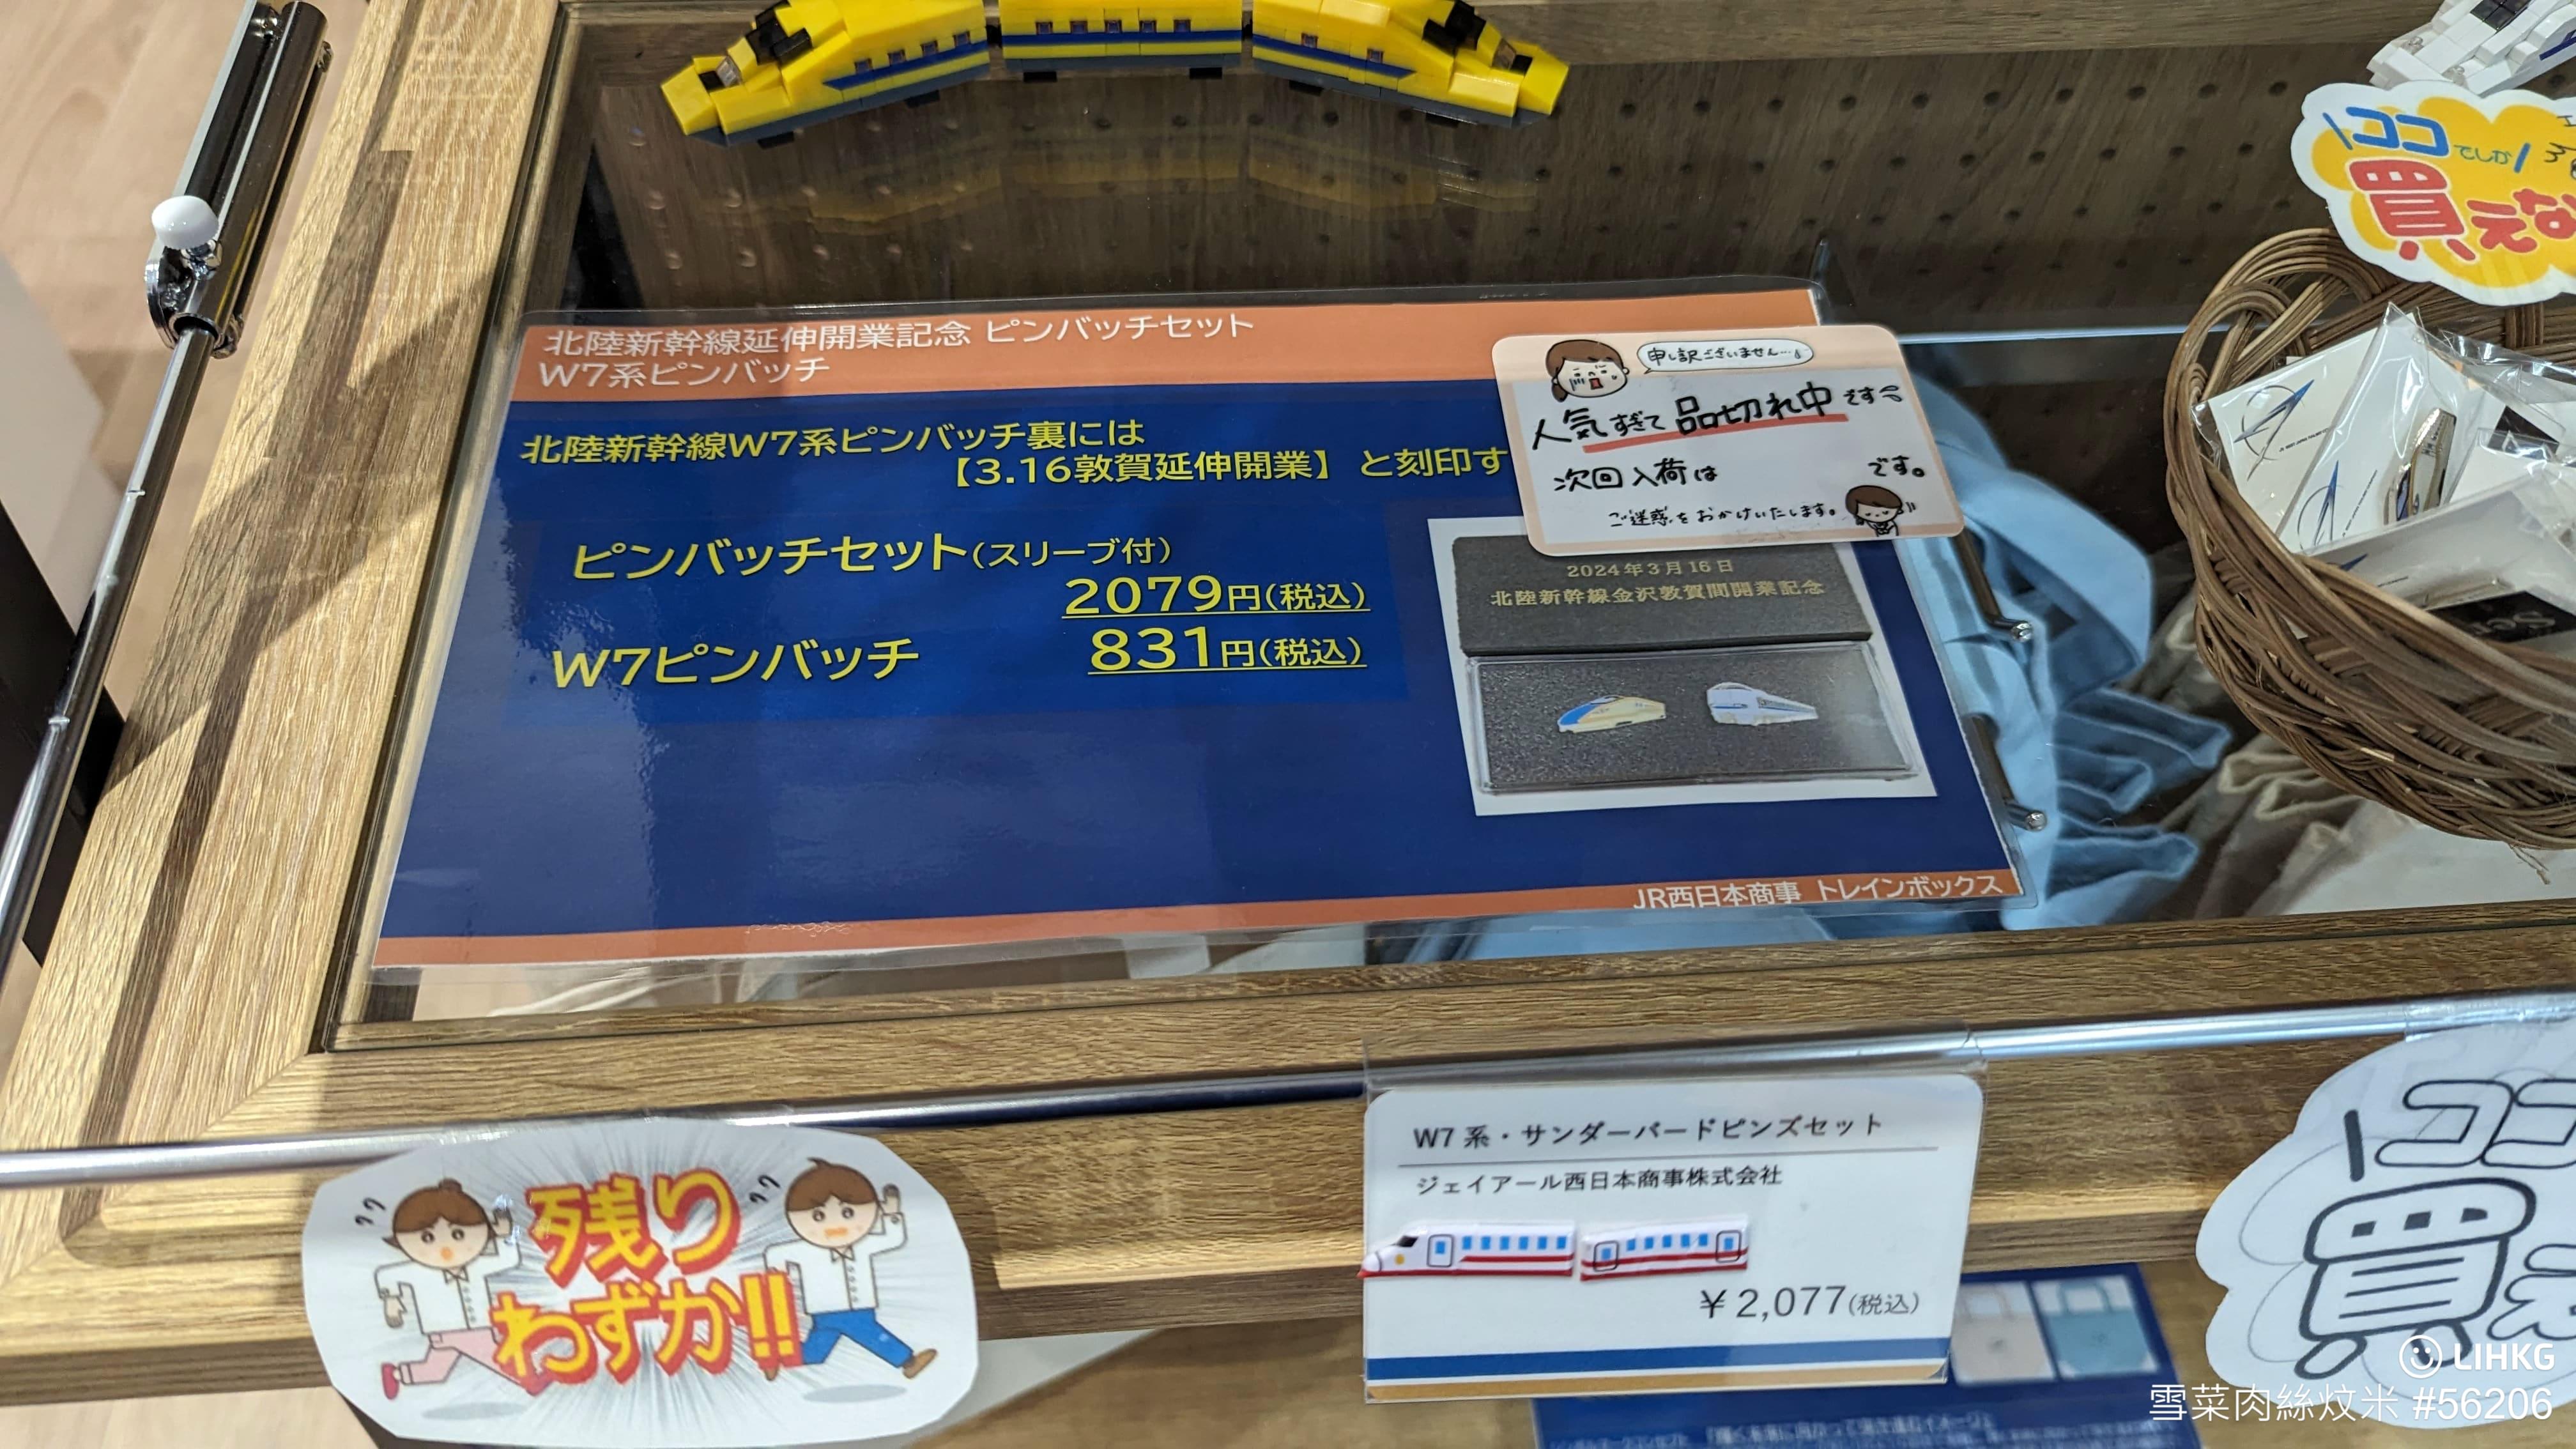 北陸新幹線延伸開業記念 ピンバッチセット
W7系ピンバッチ
北陸新幹線W7系ピンバッチ裏には
【3.16敦賀延伸開業】 と刻印す
ピンバッチセット(スリーブ付)
2079円(税込)
W7ピンバッチ 831円(税込)
申し訳ございません…
人気すぎて品切れ中です
次回入荷は です。
ご迷惑をおかけいたします。
2024年3月16日
北陸新幹線金沢敦賀間開業記念
JR西日本商事 トレインボックス
ココでしか
買えな
残り
わずか!!
W7系・サンダーバードピンズセット
ジェイアール西日本商事株式会社
¥2,077(税込)
ココ
買え
LIHKG
雪菜肉絲炆米 #56206